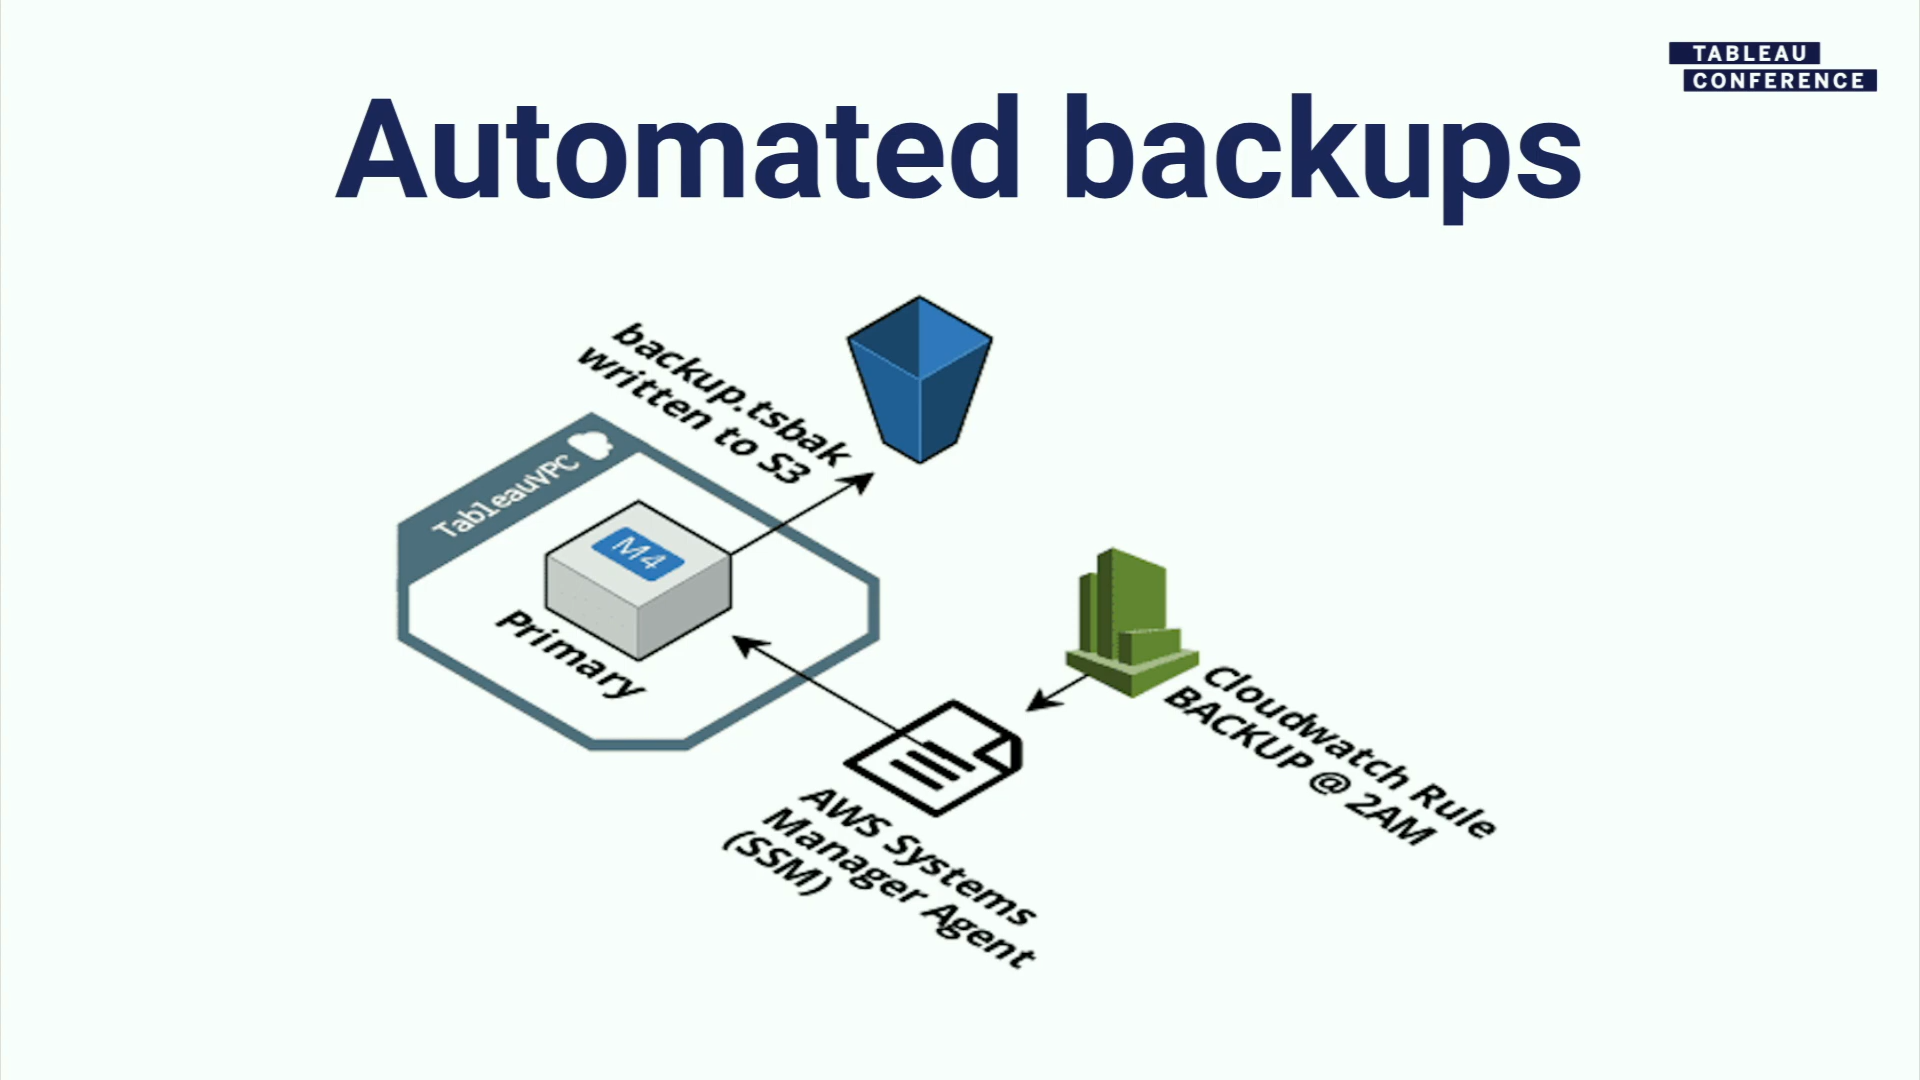 TABLEAU
CONFERENCE
Automated backups
backup.tsbak
written to S3
TableauVPC
M4
Primary
Cloudwatch Rule
BACKUP @ 2AM
AWS Systems
Manager Agent
(SSM)